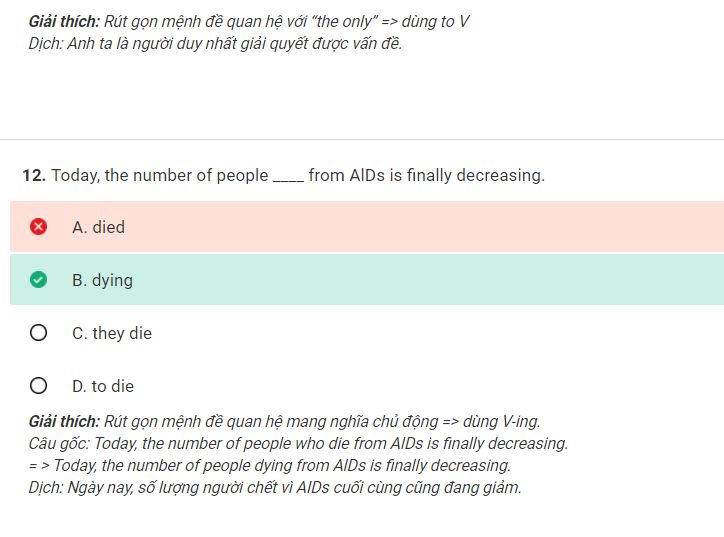 Giải thích: Rút gọn mệnh đề quan hệ với “the only” => dùng to V
Dịch: Anh ta là người duy nhất giải quyết được vấn đề.
12. Today, the number of people ____ from AIDs is finally decreasing.
A. died
B. dying
C. they die
D. to die
Giải thích: Rút gọn mệnh đề quan hệ mang nghĩa chủ động => dùng V-ing.
Câu gốc: Today, the number of people who die from AIDs is finally decreasing.
= > Today, the number of people dying from AIDs is finally decreasing.
Dịch: Ngày nay, số lượng người chết vì AIDs cuối cùng cũng đang giảm.